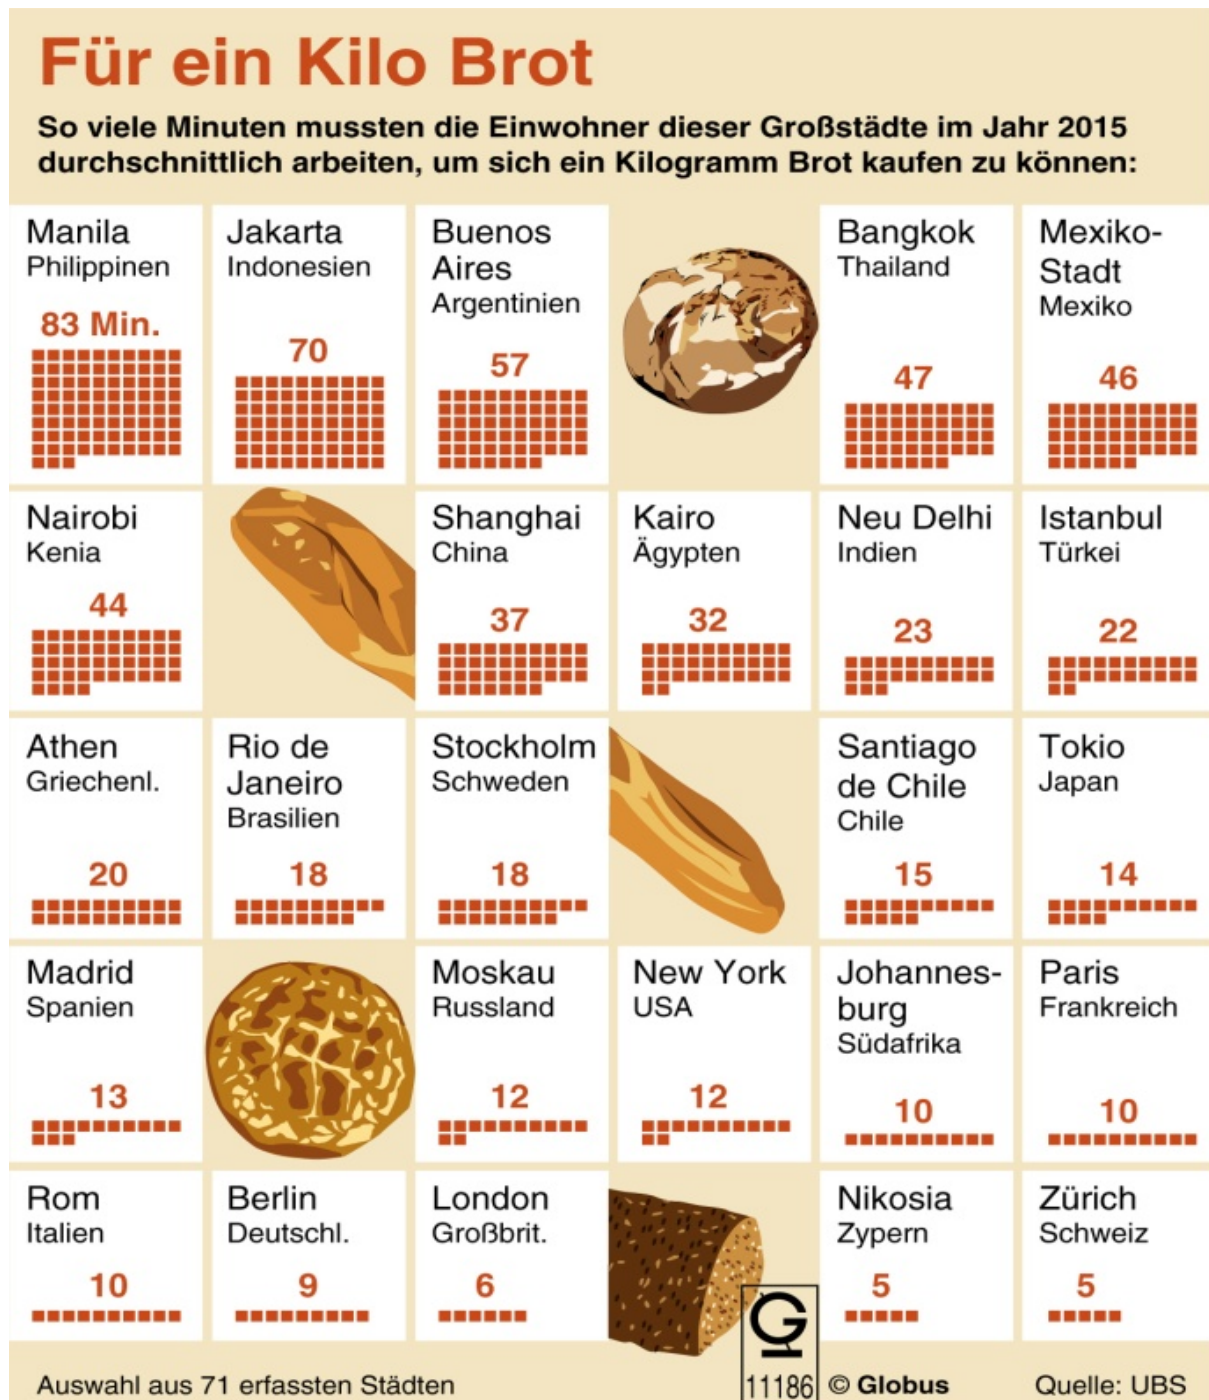 Für ein Kilo Brot
So viele Minuten mussten die Einwohner dieser Großstädte im Jahr 2015
durchschnittlich arbeiten, um sich ein Kilogramm Brot kaufen zu können:
Manila
Philippinen
83 Min.
Jakarta
Indonesien
70
Buenos
Aires
Argentinien
57
Bangkok
Thailand
47
Mexiko-
Stadt
Mexiko
46
Nairobi
Kenia
44
Shanghai
China
37
Kairo
Ägypten
32
Neu Delhi
Indien
23
Istanbul
Türkei
22
Athen
Griechenl.
20
Rio de
Janeiro
Brasilien
18
Stockholm
Schweden
18
Santiago
de Chile
Chile
15
Tokio
Japan
14
Madrid
Spanien
13
Moskau
Russland
12
New York
USA
12
Johannes-
burg
Südafrika
10
Paris
Frankreich
10
Rom
Italien
10
Berlin
Deutschl.
9
London
Großbrit.
6
Nikosia
Zypern
5
Zürich
Schweiz
5
Auswahl aus 71 erfassten Städten
G
11186
© Globus
Quelle: UBS